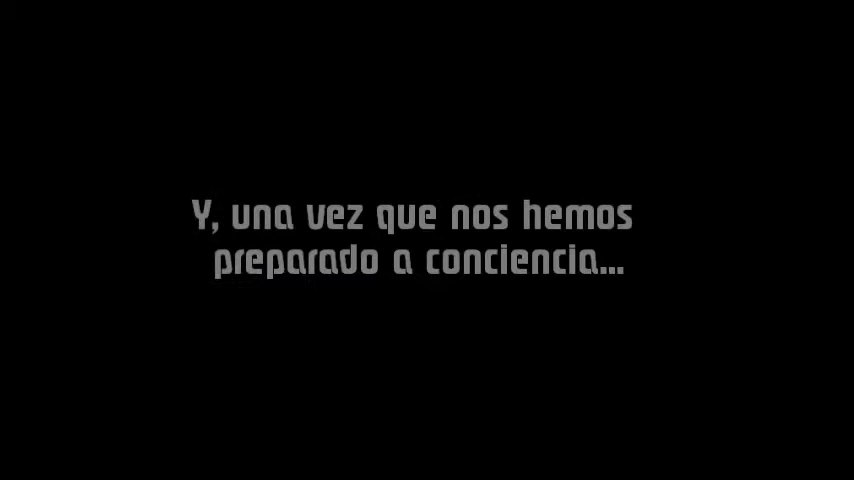 Y, una vez que nos hemos
preparado a conciencia...